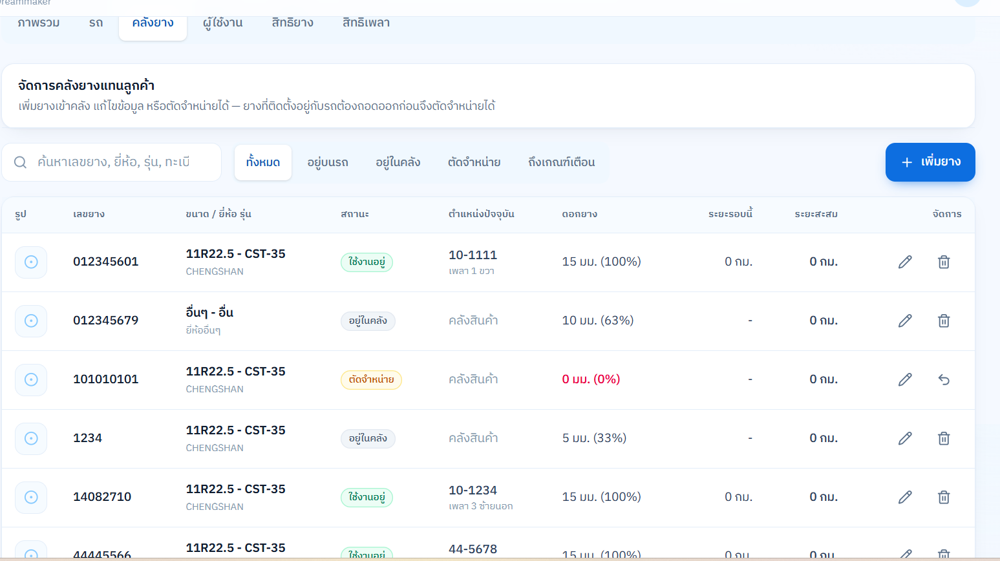 Dreammaker
ภาพรวม รถ คลังยาง ผู้ใช้งาน สิทธิยาง สิทธิเพลา
จัดการคลังยางแทนลูกค้า
เพิ่มยางเข้าคลัง แก้ไขข้อมูล หรือตัดจำหน่ายได้ — ยางที่ติดตั้งอยู่กับรถต้องถอดออกก่อนจึงตัดจำหน่ายได้
ค้นหาเลขยาง, ยี่ห้อ, รุ่น, ทะเบี ทั้งหมด อยู่บนรถ อยู่ในคลัง ตัดจำหน่าย ถึงเกณฑ์เตือน + เพิ่มยาง
รูป เลขยาง ขนาด / ยี่ห้อ รุ่น สถานะ ตำแหน่งปัจจุบัน ดอกยาง ระยะรอบนี้ ระยะสะสม จัดการ
012345601 11R22.5 - CST-35 ใช้งานอยู่ 10-1111 15 มม. (100%) 0 กม. 0 กม.
CHENGSHAN เพลา 1 ขวา
012345679 อื่นๆ - อื่น อยู่ในคลัง คลังสินค้า 10 มม. (63%) - 0 กม.
ยี่ห้ออื่นๆ
101010101 11R22.5 - CST-35 ตัดจำหน่าย คลังสินค้า 0 มม. (0%) - 0 กม.
CHENGSHAN
1234 11R22.5 - CST-35 อยู่ในคลัง คลังสินค้า 5 มม. (33%) - 0 กม.
CHENGSHAN
14082710 11R22.5 - CST-35 ใช้งานอยู่ 10-1234 15 มม. (100%) 0 กม. 0 กม.
CHENGSHAN เพลา 3 ซ้ายนอก
44445566 11R22.5 - CST-35 ใช้งานอยู่ 44-5678 15 มม. (100%) 0 กม. 0 กม.